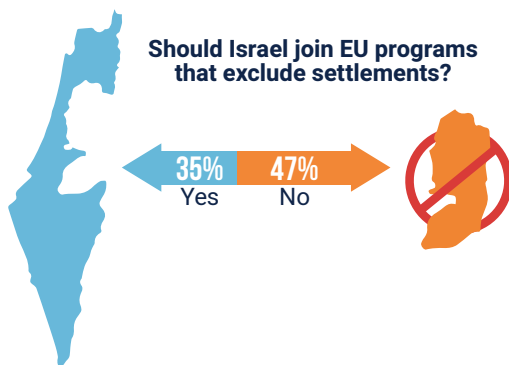 Should Israel join EU programs
that exclude settlements?
35% 47%
Yes No